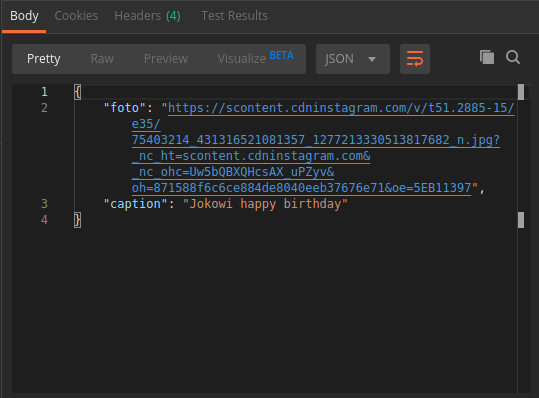 Body Cookies Headers (4) Test Results
Pretty Raw Preview Visualize BETA JSON
1 {
2 "foto": "https://scontent.cdninstagram.com/v/t51.2885-15/
e35/
75403214_431316521081357_1277213330513817682_n.jpg?
_nc_ht=scontent.cdninstagram.com&
_nc_ohc=Uw5bQBXQHcsAX_uPZyv&
oh=871588f6c6ce884de8040eeb37676e71&oe=5EB11397",
3 "caption": "Jokowi happy birthday"
4 }